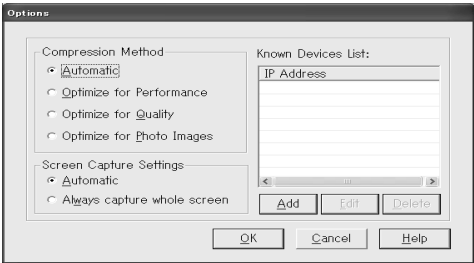 Options
Compression Method
Automatic
Optimize for Performance
Optimize for Quality
Optimize for Photo Images
Screen Capture Settings
Automatic
Always capture whole screen
Known Devices List:
IP Address
Add Edit Delete
OK Cancel Help